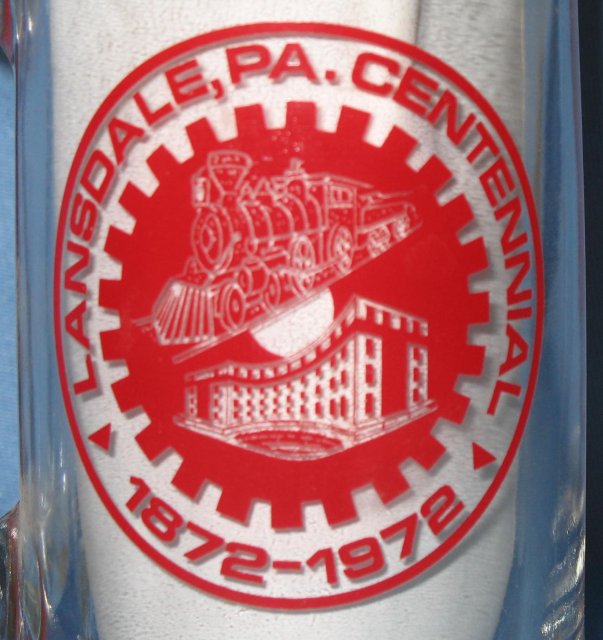 LANSDALE, PA. CENTENNIAL
1872-1972